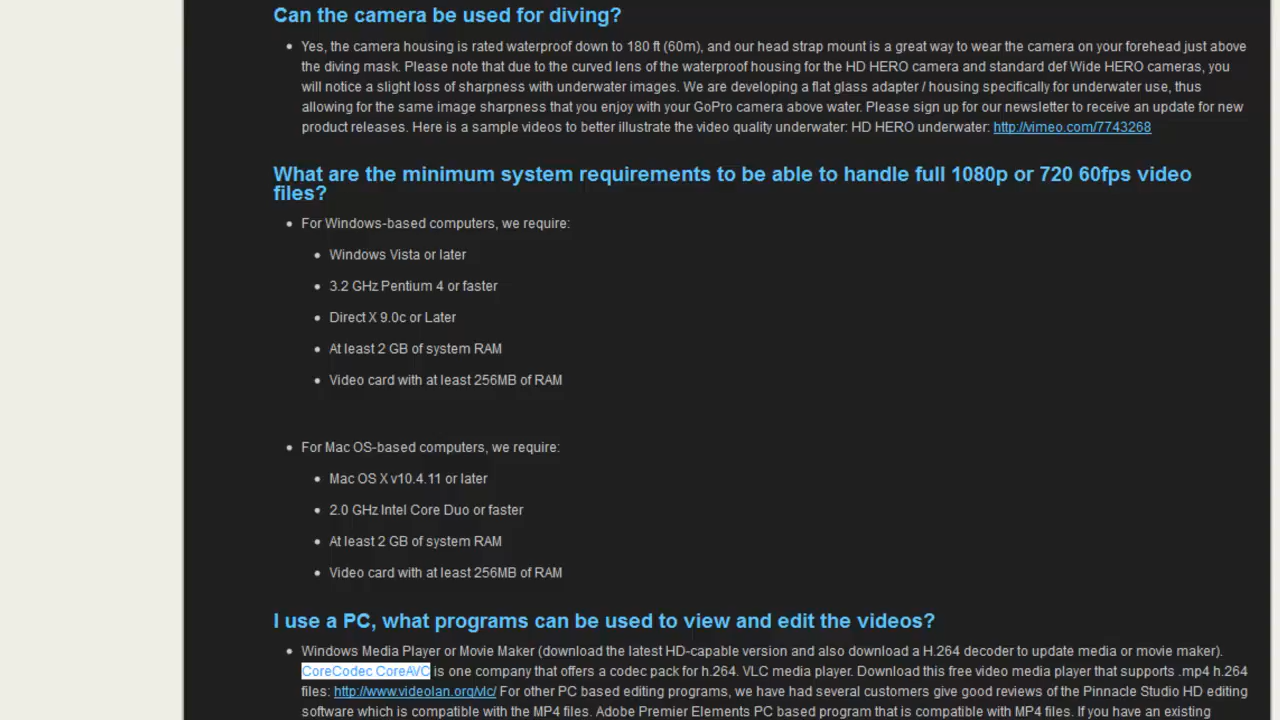 Can the camera be used for diving?
Yes, the camera housing is rated waterproof down to 180 ft (60m), and our head strap mount is a great way to wear the camera on your forehead just above
the diving mask. Please note that due to the curved lens of the waterproof housing for the HD HERO camera and standard def Wide HERO cameras, you
will notice a slight loss of sharpness with underwater images. We are developing a flat glass adapter / housing specifically for underwater use, thus
allowing for the same image sharpness that you enjoy with your GoPro camera above water. Please sign up for our newsletter to receive an update for new
product releases. Here is a sample videos to better illustrate the video quality underwater: HD HERO underwater: http://vimeo.com/7743268
What are the minimum system requirements to be able to handle full 1080p or 720 60fps video
files?
For Windows-based computers, we require:
Windows Vista or later
3.2 GHz Pentium 4 or faster
Direct X 9.0c or Later
At least 2 GB of system RAM
Video card with at least 256MB of RAM
For Mac OS-based computers, we require:
Mac OS X v10.4.11 or later
2.0 GHz Intel Core Duo or faster
At least 2 GB of system RAM
Video card with at least 256MB of RAM
I use a PC, what programs can be used to view and edit the videos?
Windows Media Player or Movie Maker (download the latest HD-capable version and also download a H.264 decoder to update media or movie maker).
CoreCodec CoreAVC is one company that offers a codec pack for h.264. VLC media player. Download this free video media player that supports .mp4 h.264
files: http://www.videolan.org/vlc/ For other PC based editing programs, we have had several customers give good reviews of the Pinnacle Studio HD editing
software which is compatible with the MP4 files. Adobe Premier Elements PC based program that is compatible with MP4 files. If you have an existing